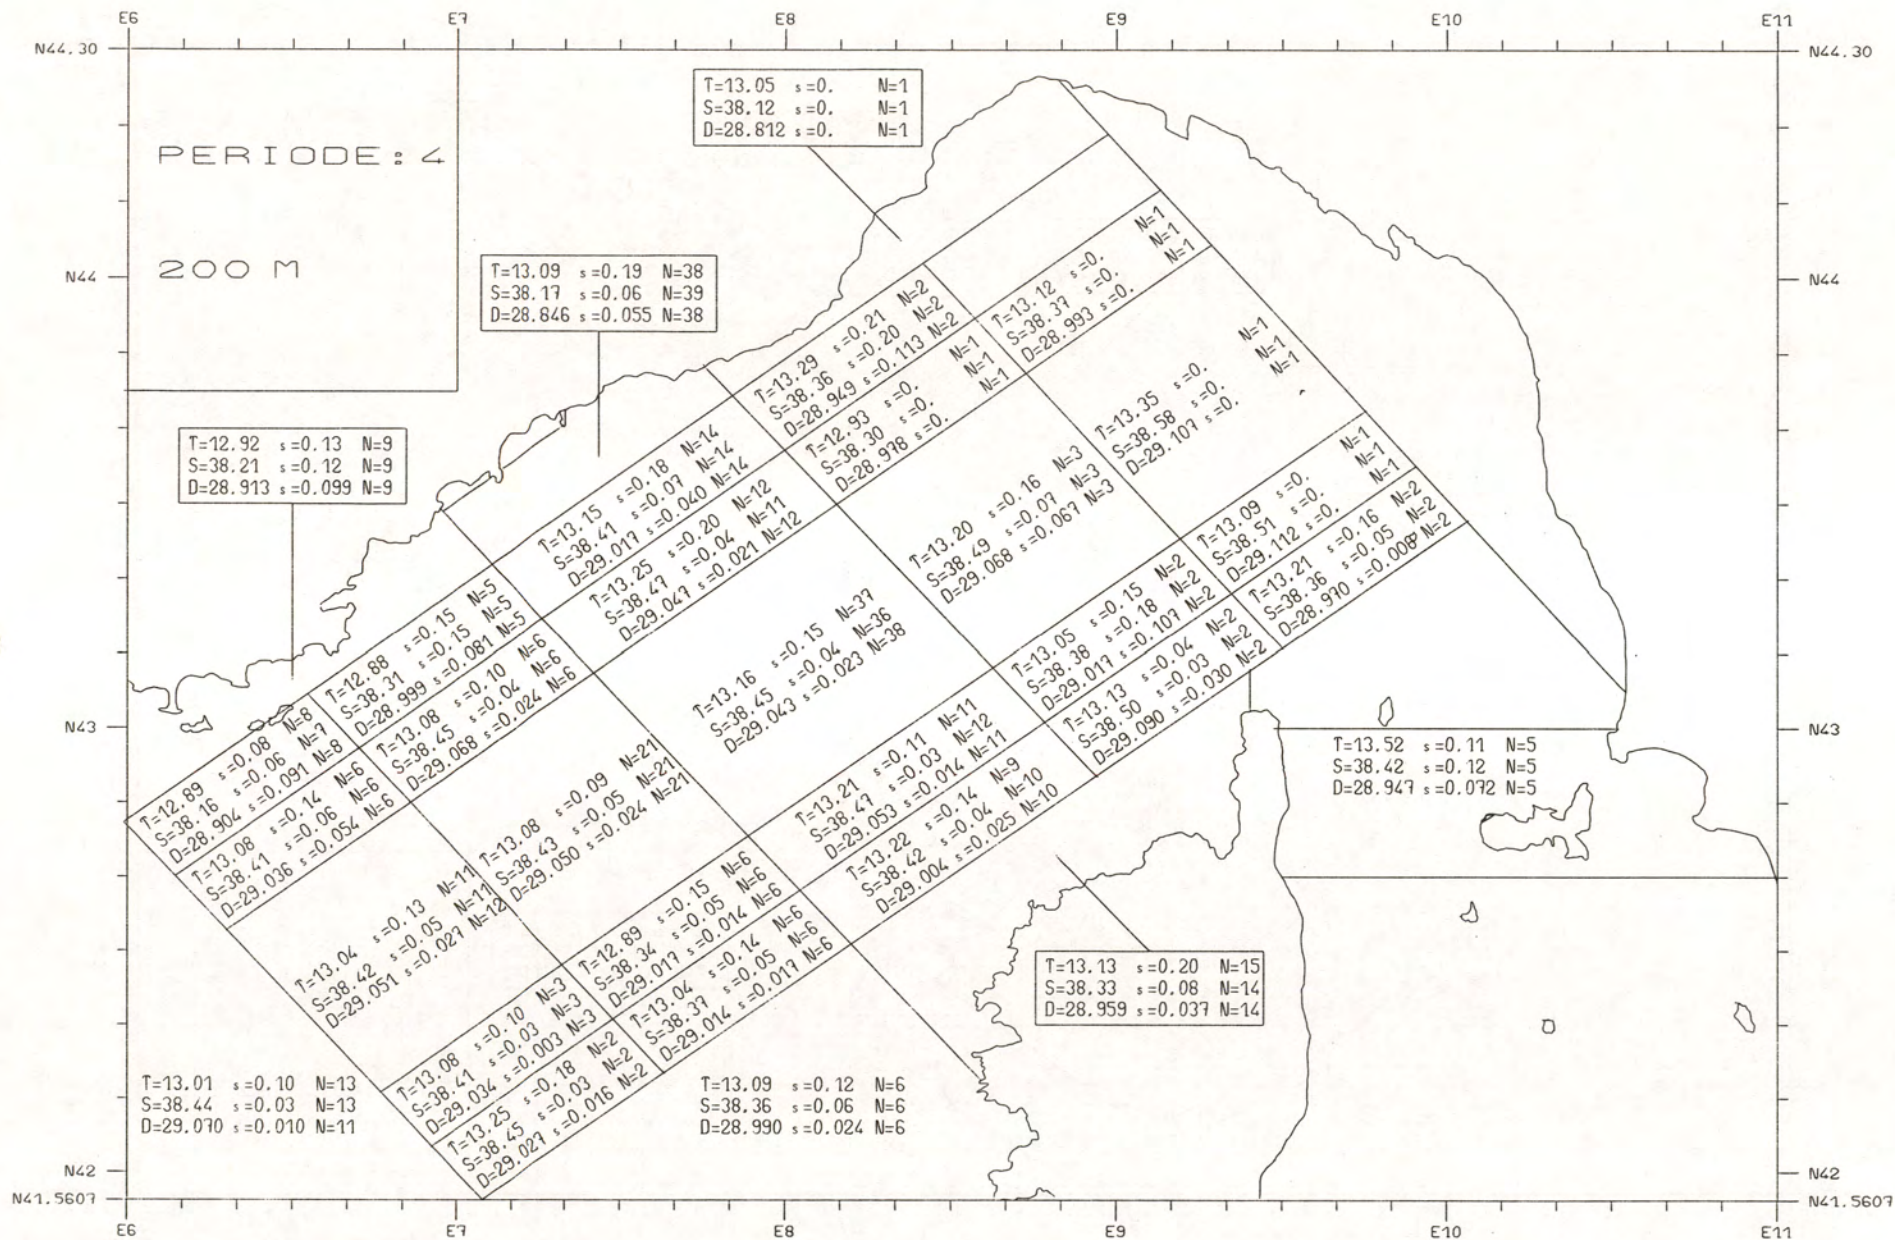 E6 E7 E8 E9 E10 E11
N44.30 N44.30
PERIODE: 4
200 M
T=13.05 s=0. N=1
S=38.12 s=0. N=1
D=28.812 s=0. N=1
T=13.09 s=0.19 N=38
S=38.17 s=0.06 N=39
D=28.846 s=0.055 N=38
N44 N44
T=12.92 s=0.13 N=9
S=38.21 s=0.12 N=9
D=28.913 s=0.099 N=9
T=13.12 s=0. N=1
S=38.37 s=0. N=1
D=28.993 s=0. N=1
T=13.29 s=0.21 N=2
S=38.36 s=0.20 N=2
D=28.949 s=0.113 N=2
T=12.93 s=0. N=1
S=38.30 s=0. N=1
D=28.978 s=0. N=1
T=13.35 s=0. N=1
S=38.58 s=0. N=1
D=29.107 s=0. N=1
T=13.15 s=0.18 N=14
S=38.41 s=0.07 N=14
D=29.017 s=0.040 N=14
T=13.25 s=0.20 N=12
S=38.47 s=0.04 N=11
D=29.047 s=0.021 N=12
T=13.20 s=0.16 N=3
S=38.49 s=0.07 N=3
D=29.068 s=0.067 N=3
T=13.09 s=0. N=1
S=38.51 s=0. N=1
D=29.112 s=0. N=1
T=13.21 s=0.16 N=2
S=38.36 s=0.05 N=2
D=28.970 s=0.008 N=2
T=12.88 s=0.15 N=5
S=38.31 s=0.15 N=5
D=28.999 s=0.081 N=5
T=13.08 s=0.10 N=6
S=38.45 s=0.04 N=6
D=29.068 s=0.024 N=6
T=13.16 s=0.15 N=37
S=38.45 s=0.04 N=36
D=29.043 s=0.023 N=38
T=13.05 s=0.15 N=2
S=38.38 s=0.18 N=2
D=29.017 s=0.107 N=2
T=13.13 s=0.04 N=2
S=38.50 s=0.03 N=2
D=29.090 s=0.030 N=2
N43 N43
T=12.89 s=0.08 N=8
S=38.16 s=0.06 N=7
D=28.904 s=0.091 N=8
T=13.08 s=0.14 N=6
S=38.41 s=0.06 N=6
D=29.036 s=0.054 N=6
T=13.08 s=0.09 N=21
S=38.43 s=0.05 N=21
D=29.050 s=0.024 N=21
T=13.21 s=0.11 N=11
S=38.47 s=0.03 N=12
D=29.053 s=0.014 N=11
T=13.22 s=0.14 N=9
S=38.42 s=0.04 N=10
D=29.004 s=0.025 N=10
T=13.52 s=0.11 N=5
S=38.42 s=0.12 N=5
D=28.947 s=0.072 N=5
T=13.04 s=0.13 N=11
S=38.42 s=0.05 N=11
D=29.051 s=0.027 N=12
T=12.89 s=0.15 N=6
S=38.34 s=0.05 N=6
D=29.017 s=0.014 N=6
T=13.04 s=0.14 N=6
S=38.37 s=0.05 N=6
D=29.014 s=0.017 N=6
T=13.13 s=0.20 N=15
S=38.33 s=0.08 N=14
D=28.959 s=0.037 N=14
T=13.08 s=0.10 N=3
S=38.41 s=0.03 N=3
D=29.034 s=0.003 N=3
T=13.25 s=0.18 N=2
S=38.45 s=0.03 N=2
D=29.027 s=0.016 N=2
T=13.01 s=0.10 N=13
S=38.44 s=0.03 N=13
D=29.070 s=0.010 N=11
T=13.09 s=0.12 N=6
S=38.36 s=0.06 N=6
D=28.990 s=0.024 N=6
N42 N42
N41.5607 N41.5607
E6 E7 E8 E9 E10 E11